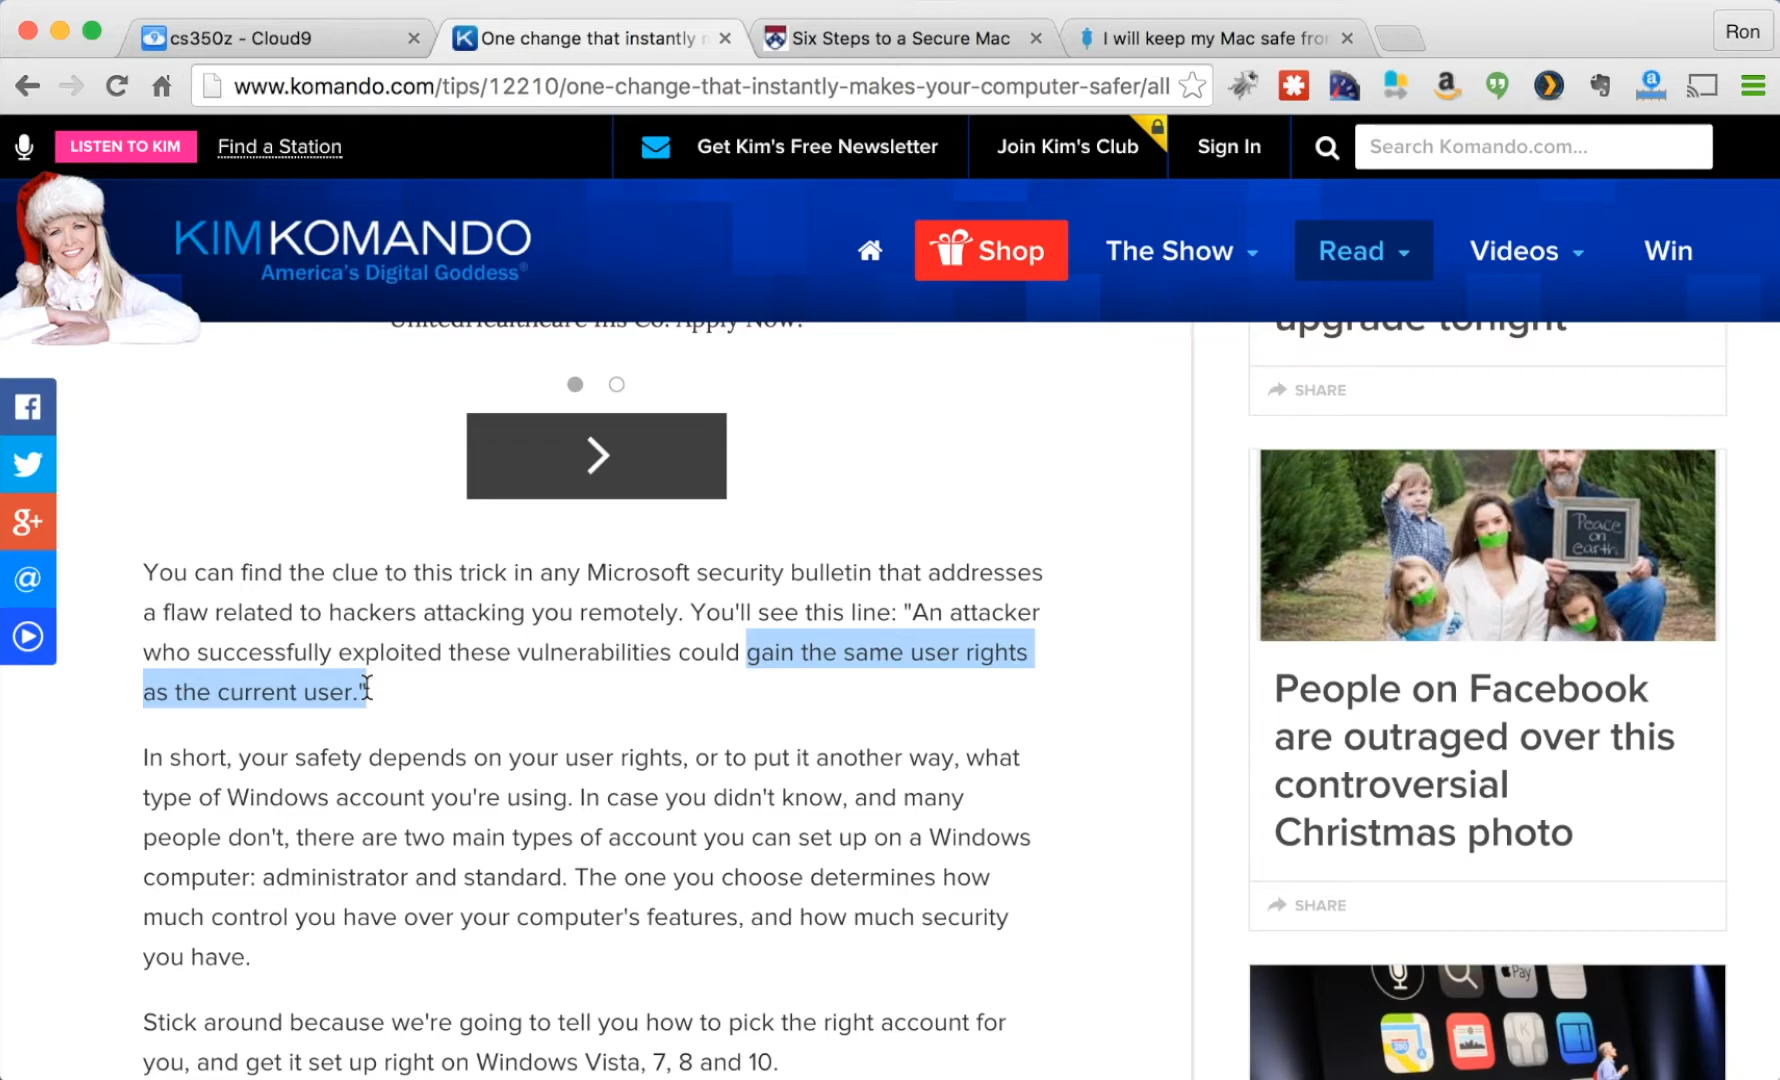 cs350z - Cloud9
One change that instantly
Six Steps to a Secure Mac
I will keep my Mac safe fro
Ron
www.komando.com/tips/12210/one-change-that-instantly-makes-your-computer-safer/all
LISTEN TO KIM
Find a Station
Get Kim's Free Newsletter
Join Kim's Club
Sign In
Search Komando.com...
KIMKOMANDO
America's Digital Goddess®
Shop
The Show
Read
Videos
Win
UnitedHealthcare Ins Co. Apply Now!
upgrade tonight
SHARE
g+
@
Peace
on
earth
You can find the clue to this trick in any Microsoft security bulletin that addresses
a flaw related to hackers attacking you remotely. You'll see this line: "An attacker
who successfully exploited these vulnerabilities could gain the same user rights
as the current user."
In short, your safety depends on your user rights, or to put it another way, what
type of Windows account you're using. In case you didn't know, and many
people don't, there are two main types of account you can set up on a Windows
computer: administrator and standard. The one you choose determines how
much control you have over your computer's features, and how much security
you have.
Stick around because we're going to tell you how to pick the right account for
you, and get it set up right on Windows Vista, 7, 8 and 10.
People on Facebook
are outraged over this
controversial
Christmas photo
SHARE
Pay